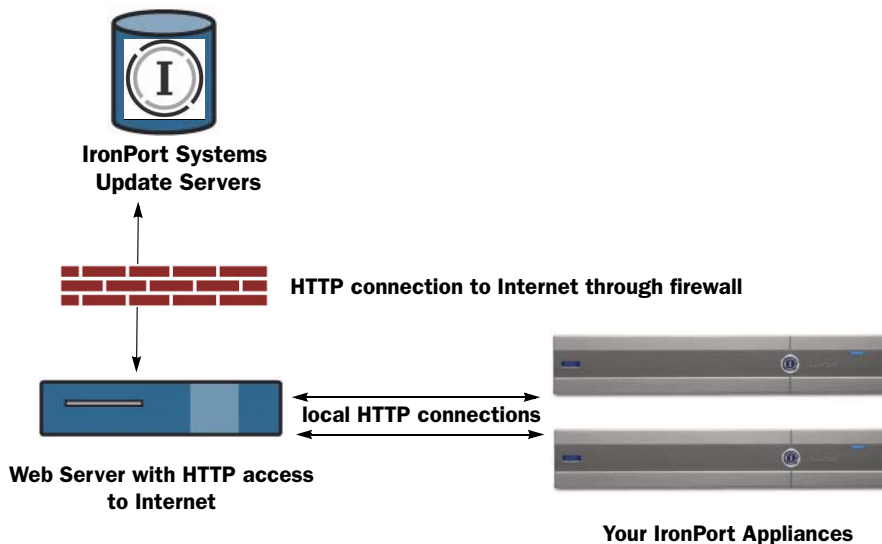 I
IronPort Systems
Update Servers
HTTP connection to Internet through firewall
local HTTP connections
Web Server with HTTP access
to Internet
Your IronPort Appliances